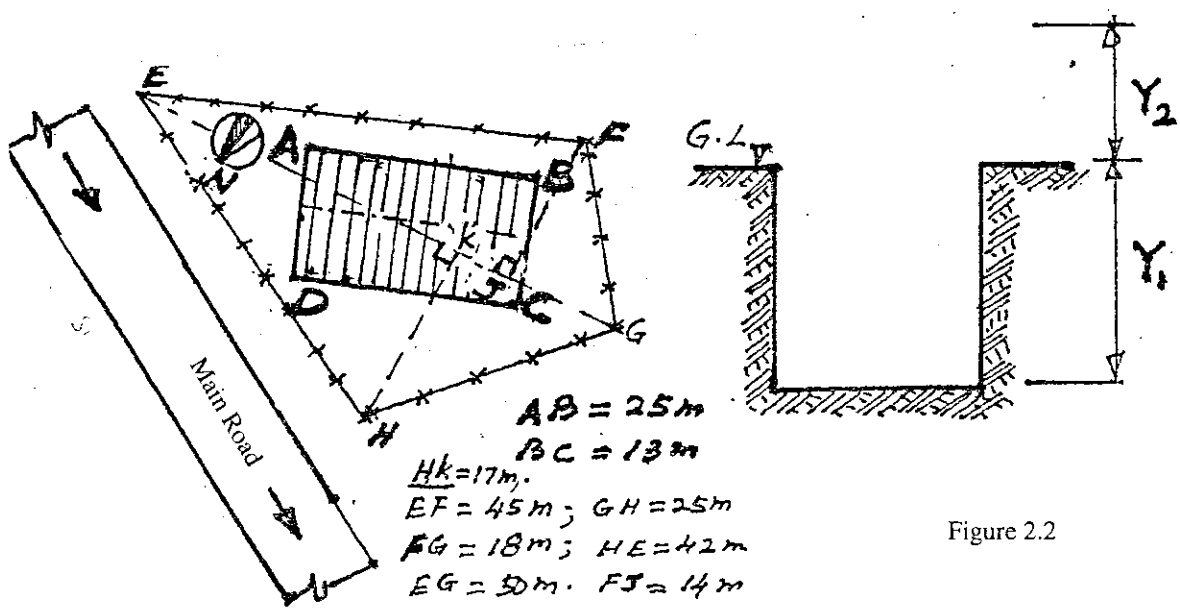 E
F
A
B
N
K
J
D
C
G
H
Main Road
G.L
Y₂
Y₁
AB = 25m
BC = 13m
HK=17m.
EF = 45m; GH = 25m
FG = 18m; HE = 42m
EG = 50m. FJ = 14m
Figure 2.2